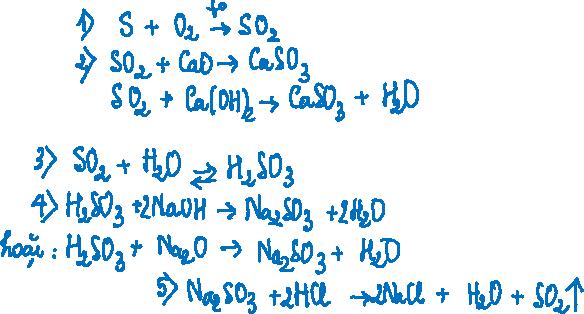 1) S + O₂ →(t°) SO₂
2) SO₂ + CaO → CaSO₃
SO₂ + Ca(OH)₂ → CaSO₃ + H₂O
3) SO₂ + H₂O ⇌ H₂SO₃
4) H₂SO₃ + 2NaOH → Na₂SO₃ + 2H₂O
hoặc : H₂SO₃ + Na₂O → Na₂SO₃ + H₂O
5) Na₂SO₃ + 2HCl → 2NaCl + H₂O + SO₂↑